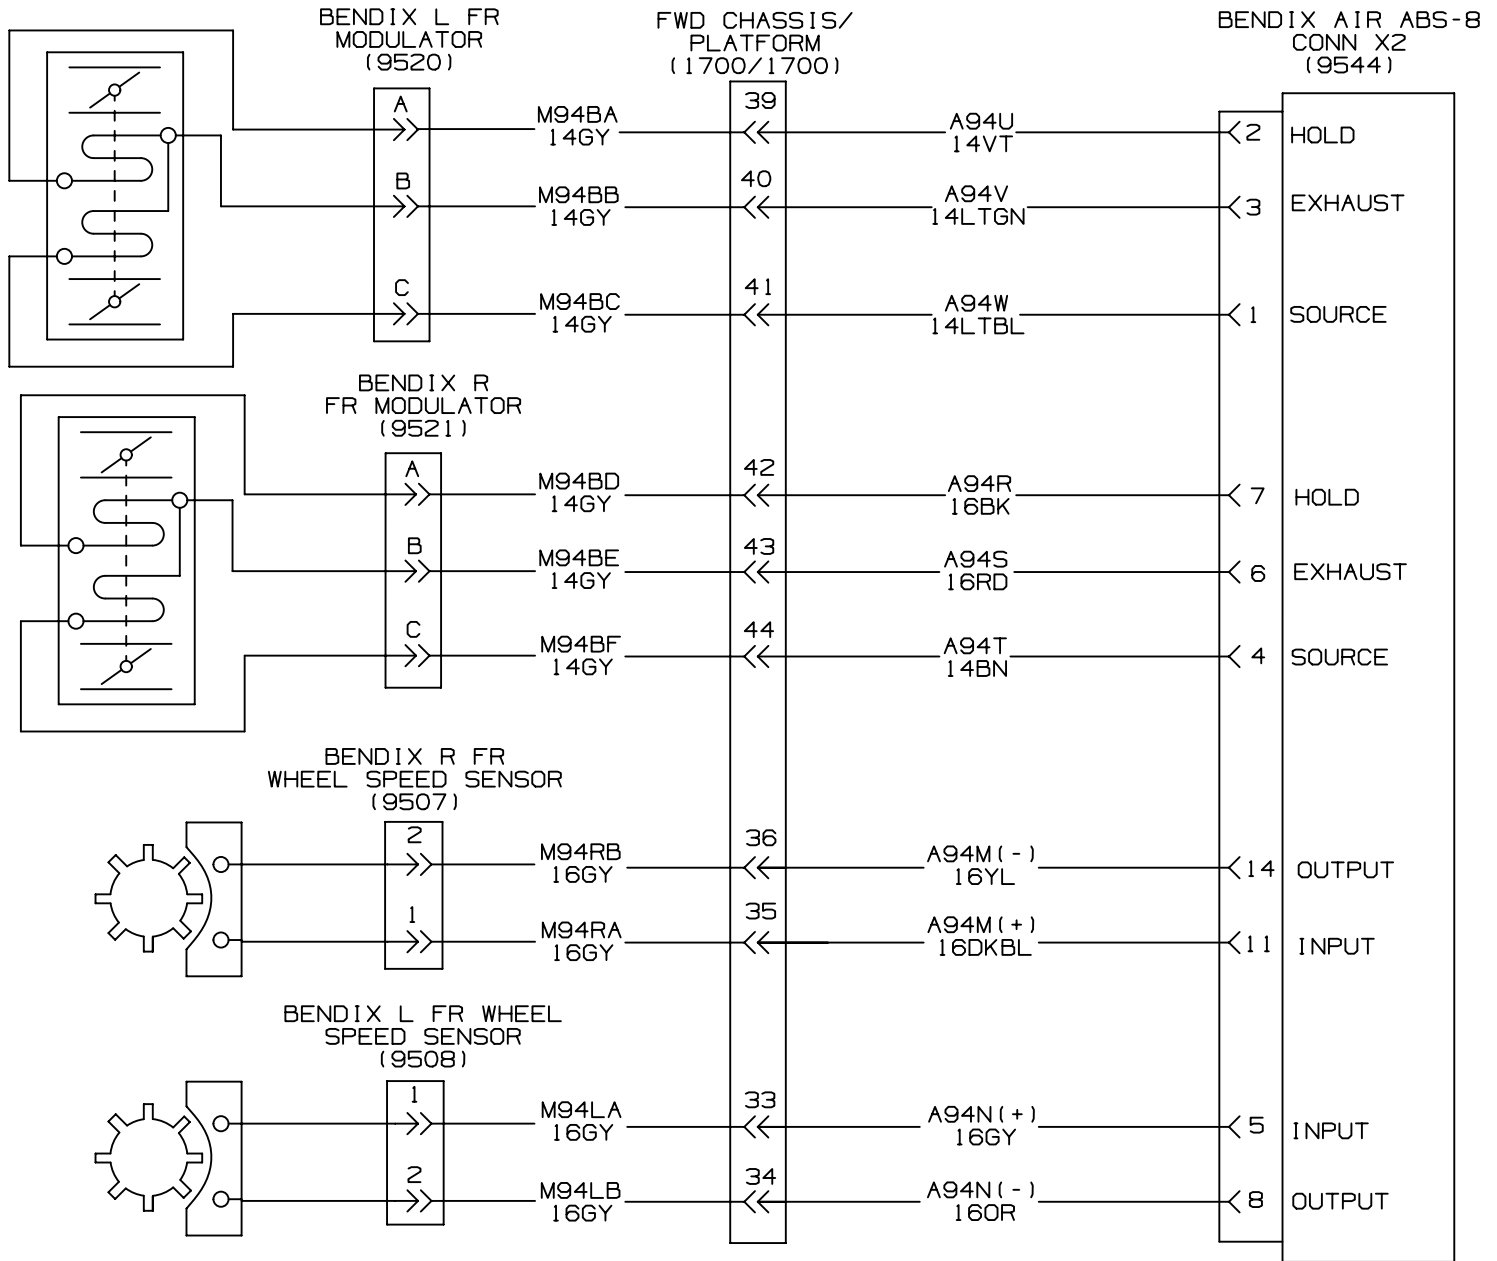 BENDIX L FR
MODULATOR
(9520)
FWD CHASSIS/
PLATFORM
(1700/1700)
BENDIX AIR ABS-8
CONN X2
(9544)
A
M94BA
14GY
39
A94U
14VT
2
HOLD
B
M94BB
14GY
40
A94V
14LTGN
3
EXHAUST
C
M94BC
14GY
41
A94W
14LTBL
1
SOURCE
BENDIX R
FR MODULATOR
(9521)
A
M94BD
14GY
42
A94R
16BK
7
HOLD
B
M94BE
14GY
43
A94S
16RD
6
EXHAUST
C
M94BF
14GY
44
A94T
14BN
4
SOURCE
BENDIX R FR
WHEEL SPEED SENSOR
(9507)
2
M94RB
16GY
36
A94M(-)
16YL
14
OUTPUT
1
M94RA
16GY
35
A94M(+)
16DKBL
11
INPUT
BENDIX L FR WHEEL
SPEED SENSOR
(9508)
1
M94LA
16GY
33
A94N(+)
16GY
5
INPUT
2
M94LB
16GY
34
A94N(-)
16OR
8
OUTPUT